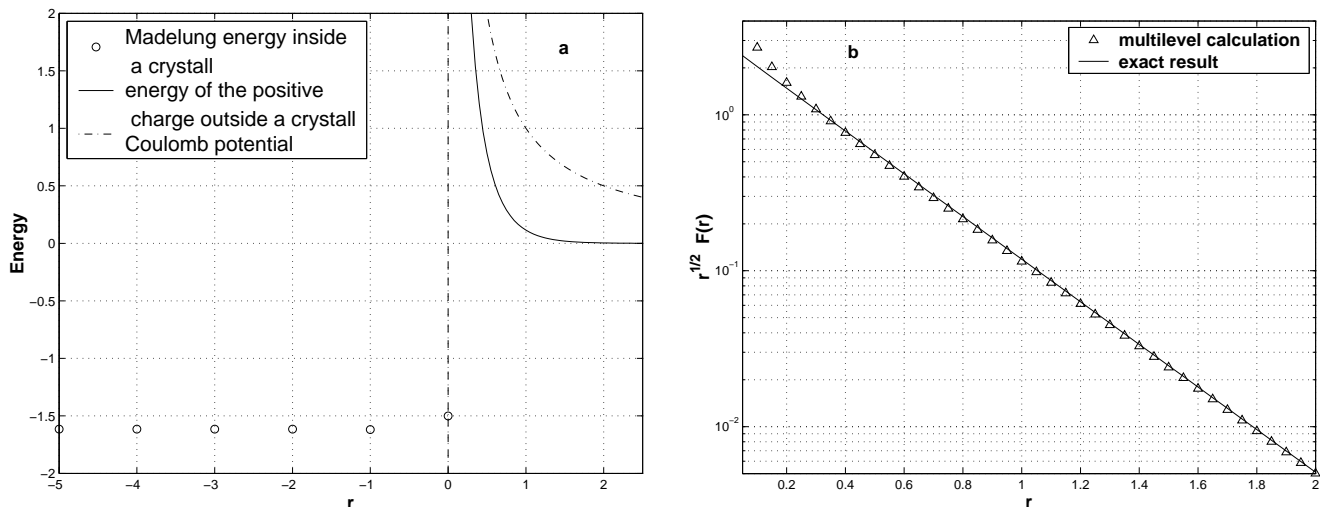 2
1.5
1
0.5
0
−0.5
−1
−1.5
−2
Energy
Madelung energy inside
a crystall
energy of the positive
charge outside a crystall
Coulomb potential
a
−5 −4 −3 −2 −1 0 1 2
r
10^0
10^−1
10^−2
r^1/2 F(r)
b
multilevel calculation
exact result
0.2 0.4 0.6 0.8 1 1.2 1.4 1.6 1.8 2
r